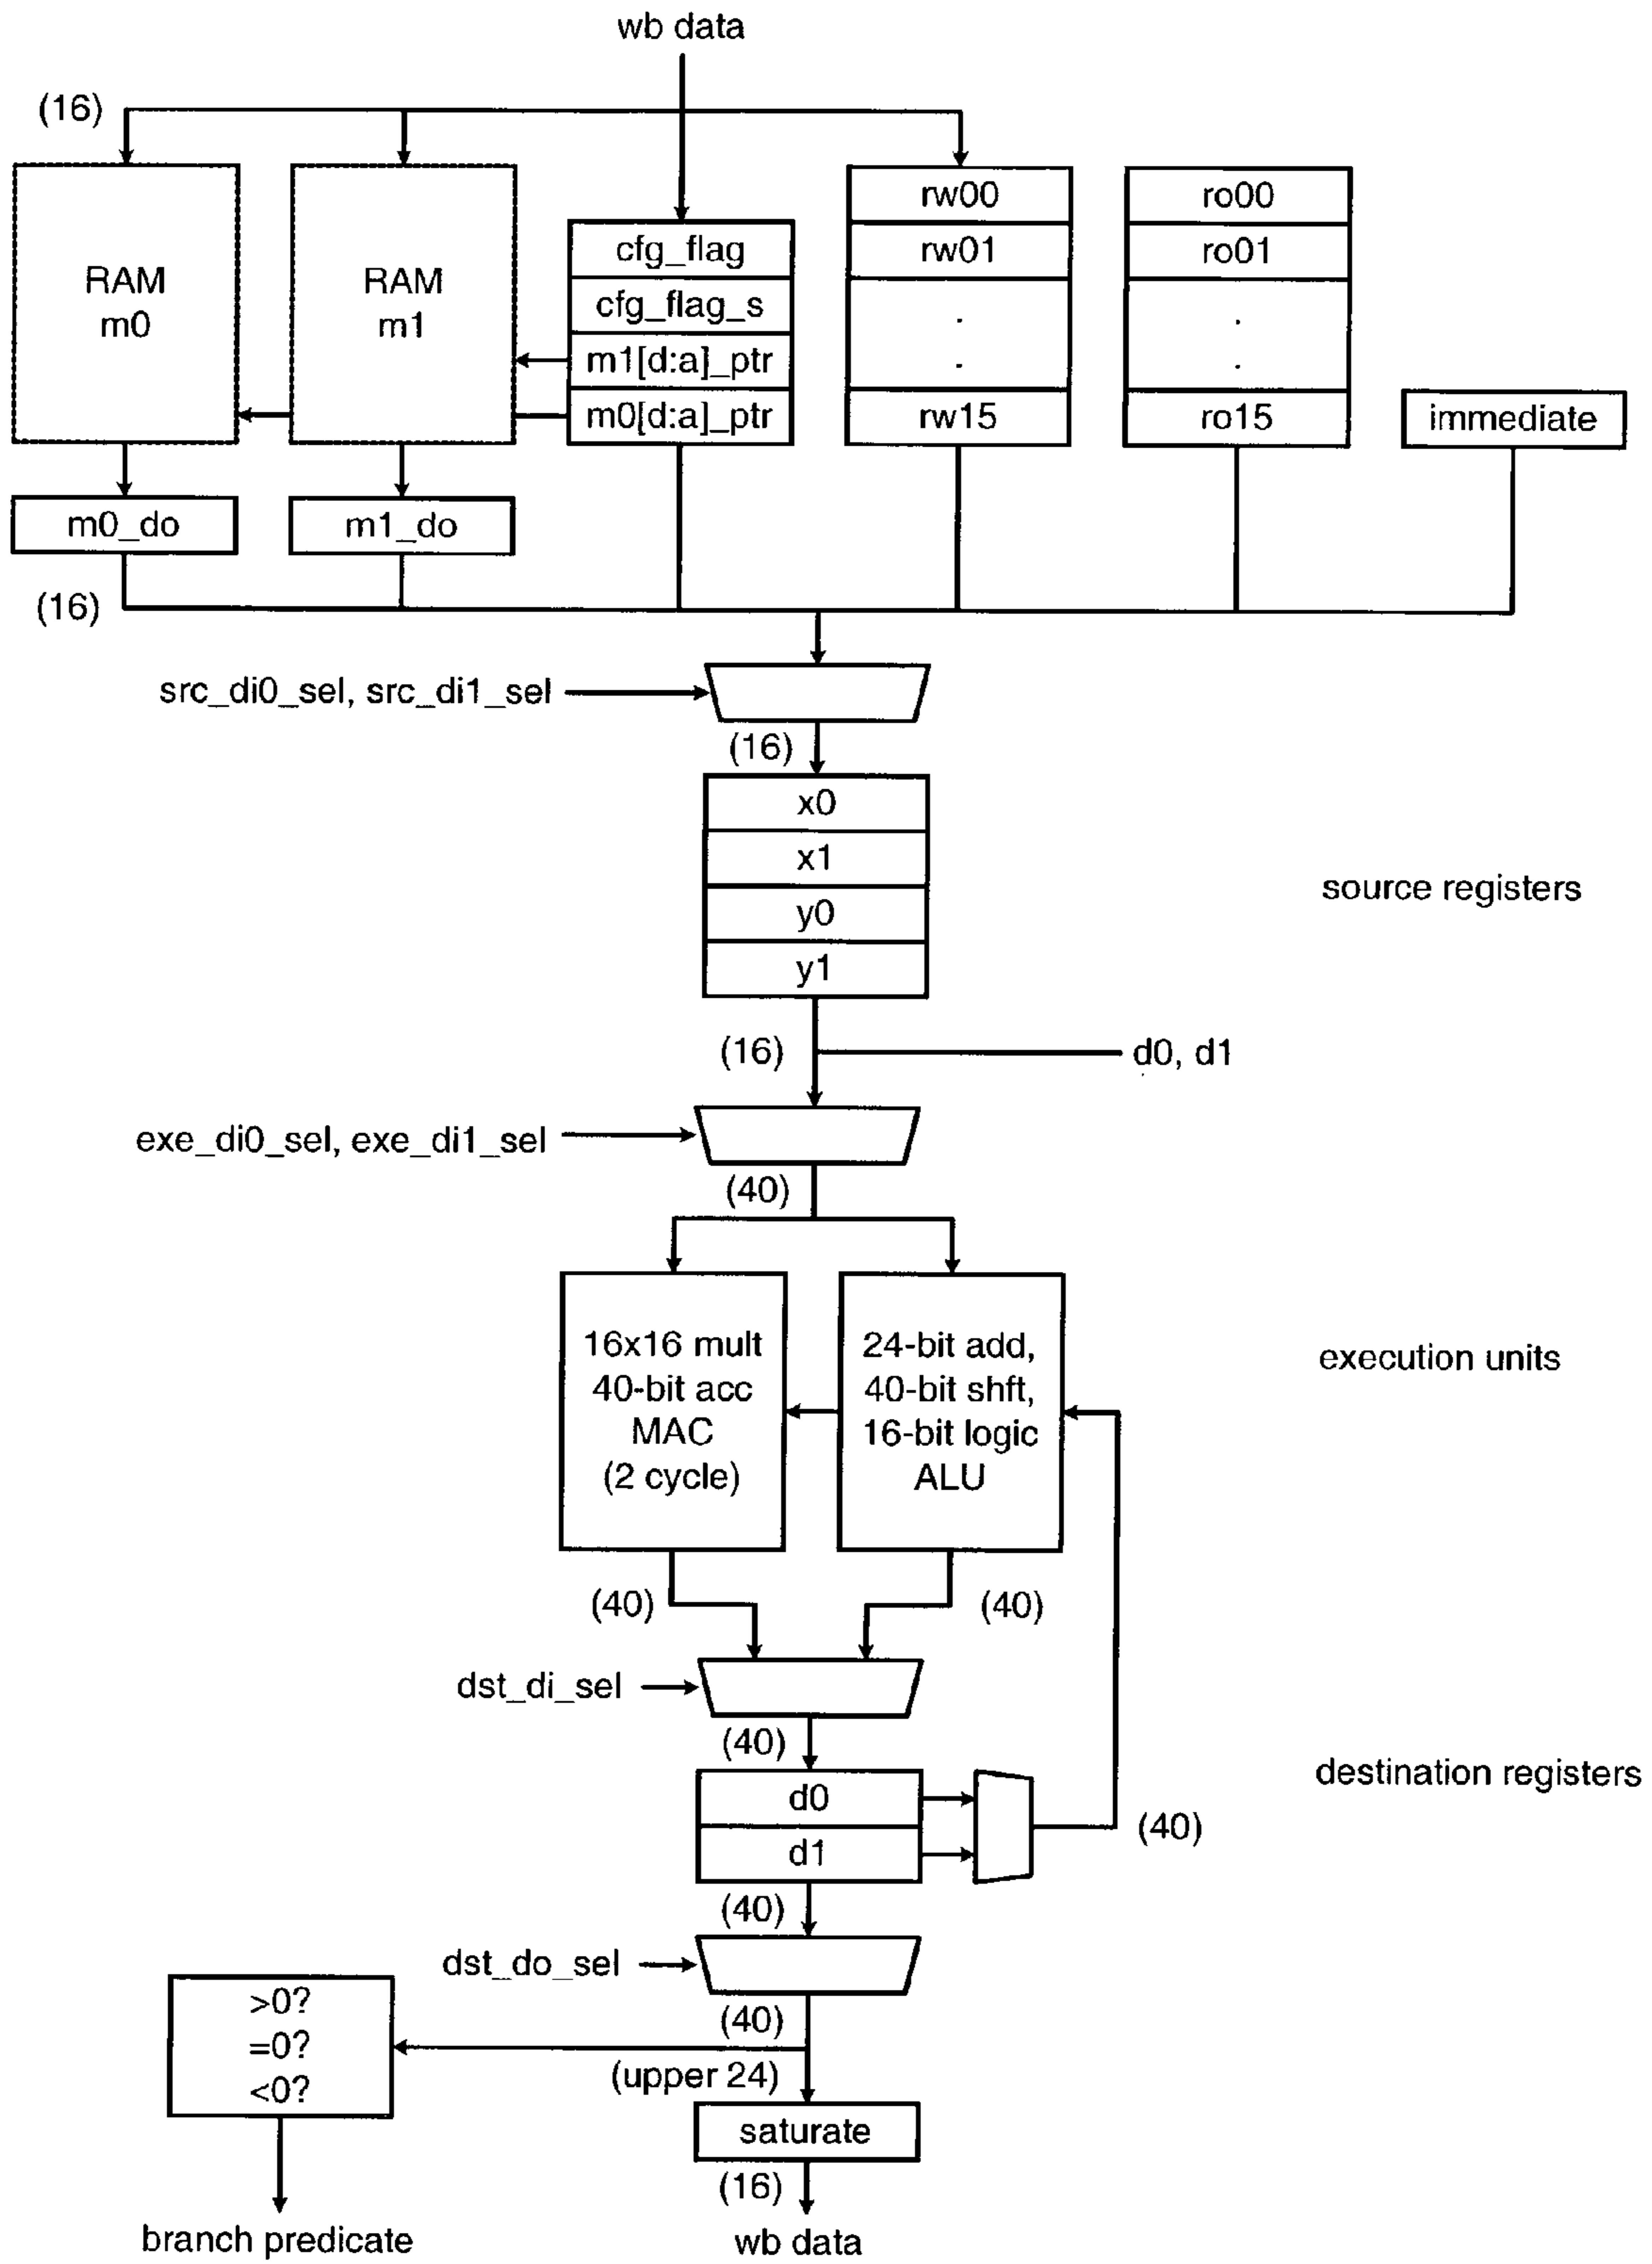 wb data
(16)
RAM
m0
RAM
m1
cfg_flag
cfg_flag_s
m1[d:a]_ptr
m0[d:a]_ptr
rw00
rw01
.
.
rw15
ro00
ro01
.
.
ro15
immediate
m0_do
m1_do
(16)
src_di0_sel, src_di1_sel
(16)
x0
x1
y0
y1
source registers
(16)
d0, d1
exe_di0_sel, exe_di1_sel
(40)
16x16 mult
40-bit acc
MAC
(2 cycle)
24-bit add,
40-bit shft,
16-bit logic
ALU
execution units
(40)
(40)
dst_di_sel
(40)
d0
d1
destination registers
(40)
(40)
dst_do_sel
>0?
=0?
<0?
(40)
(upper 24)
saturate
(16)
branch predicate
wb data